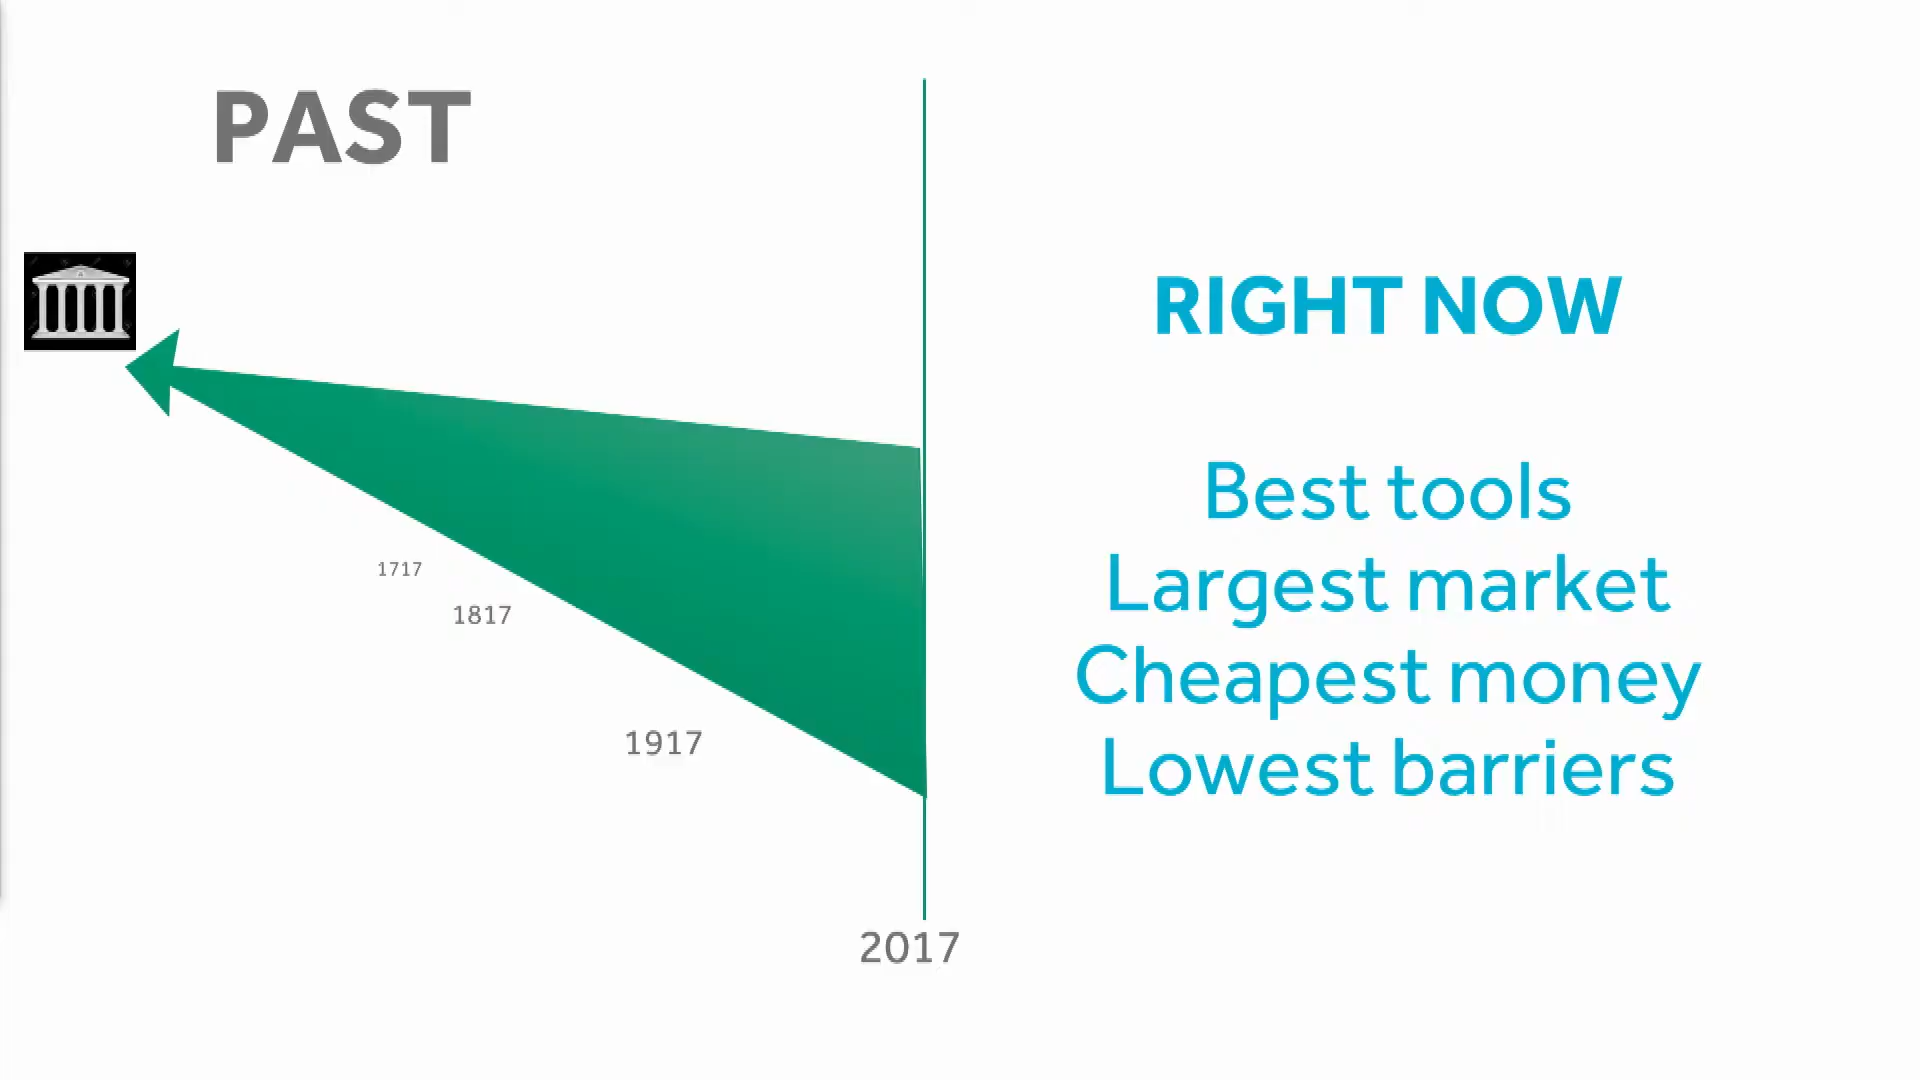 PAST
1717
1817
1917
2017
RIGHT NOW
Best tools
Largest market
Cheapest money
Lowest barriers